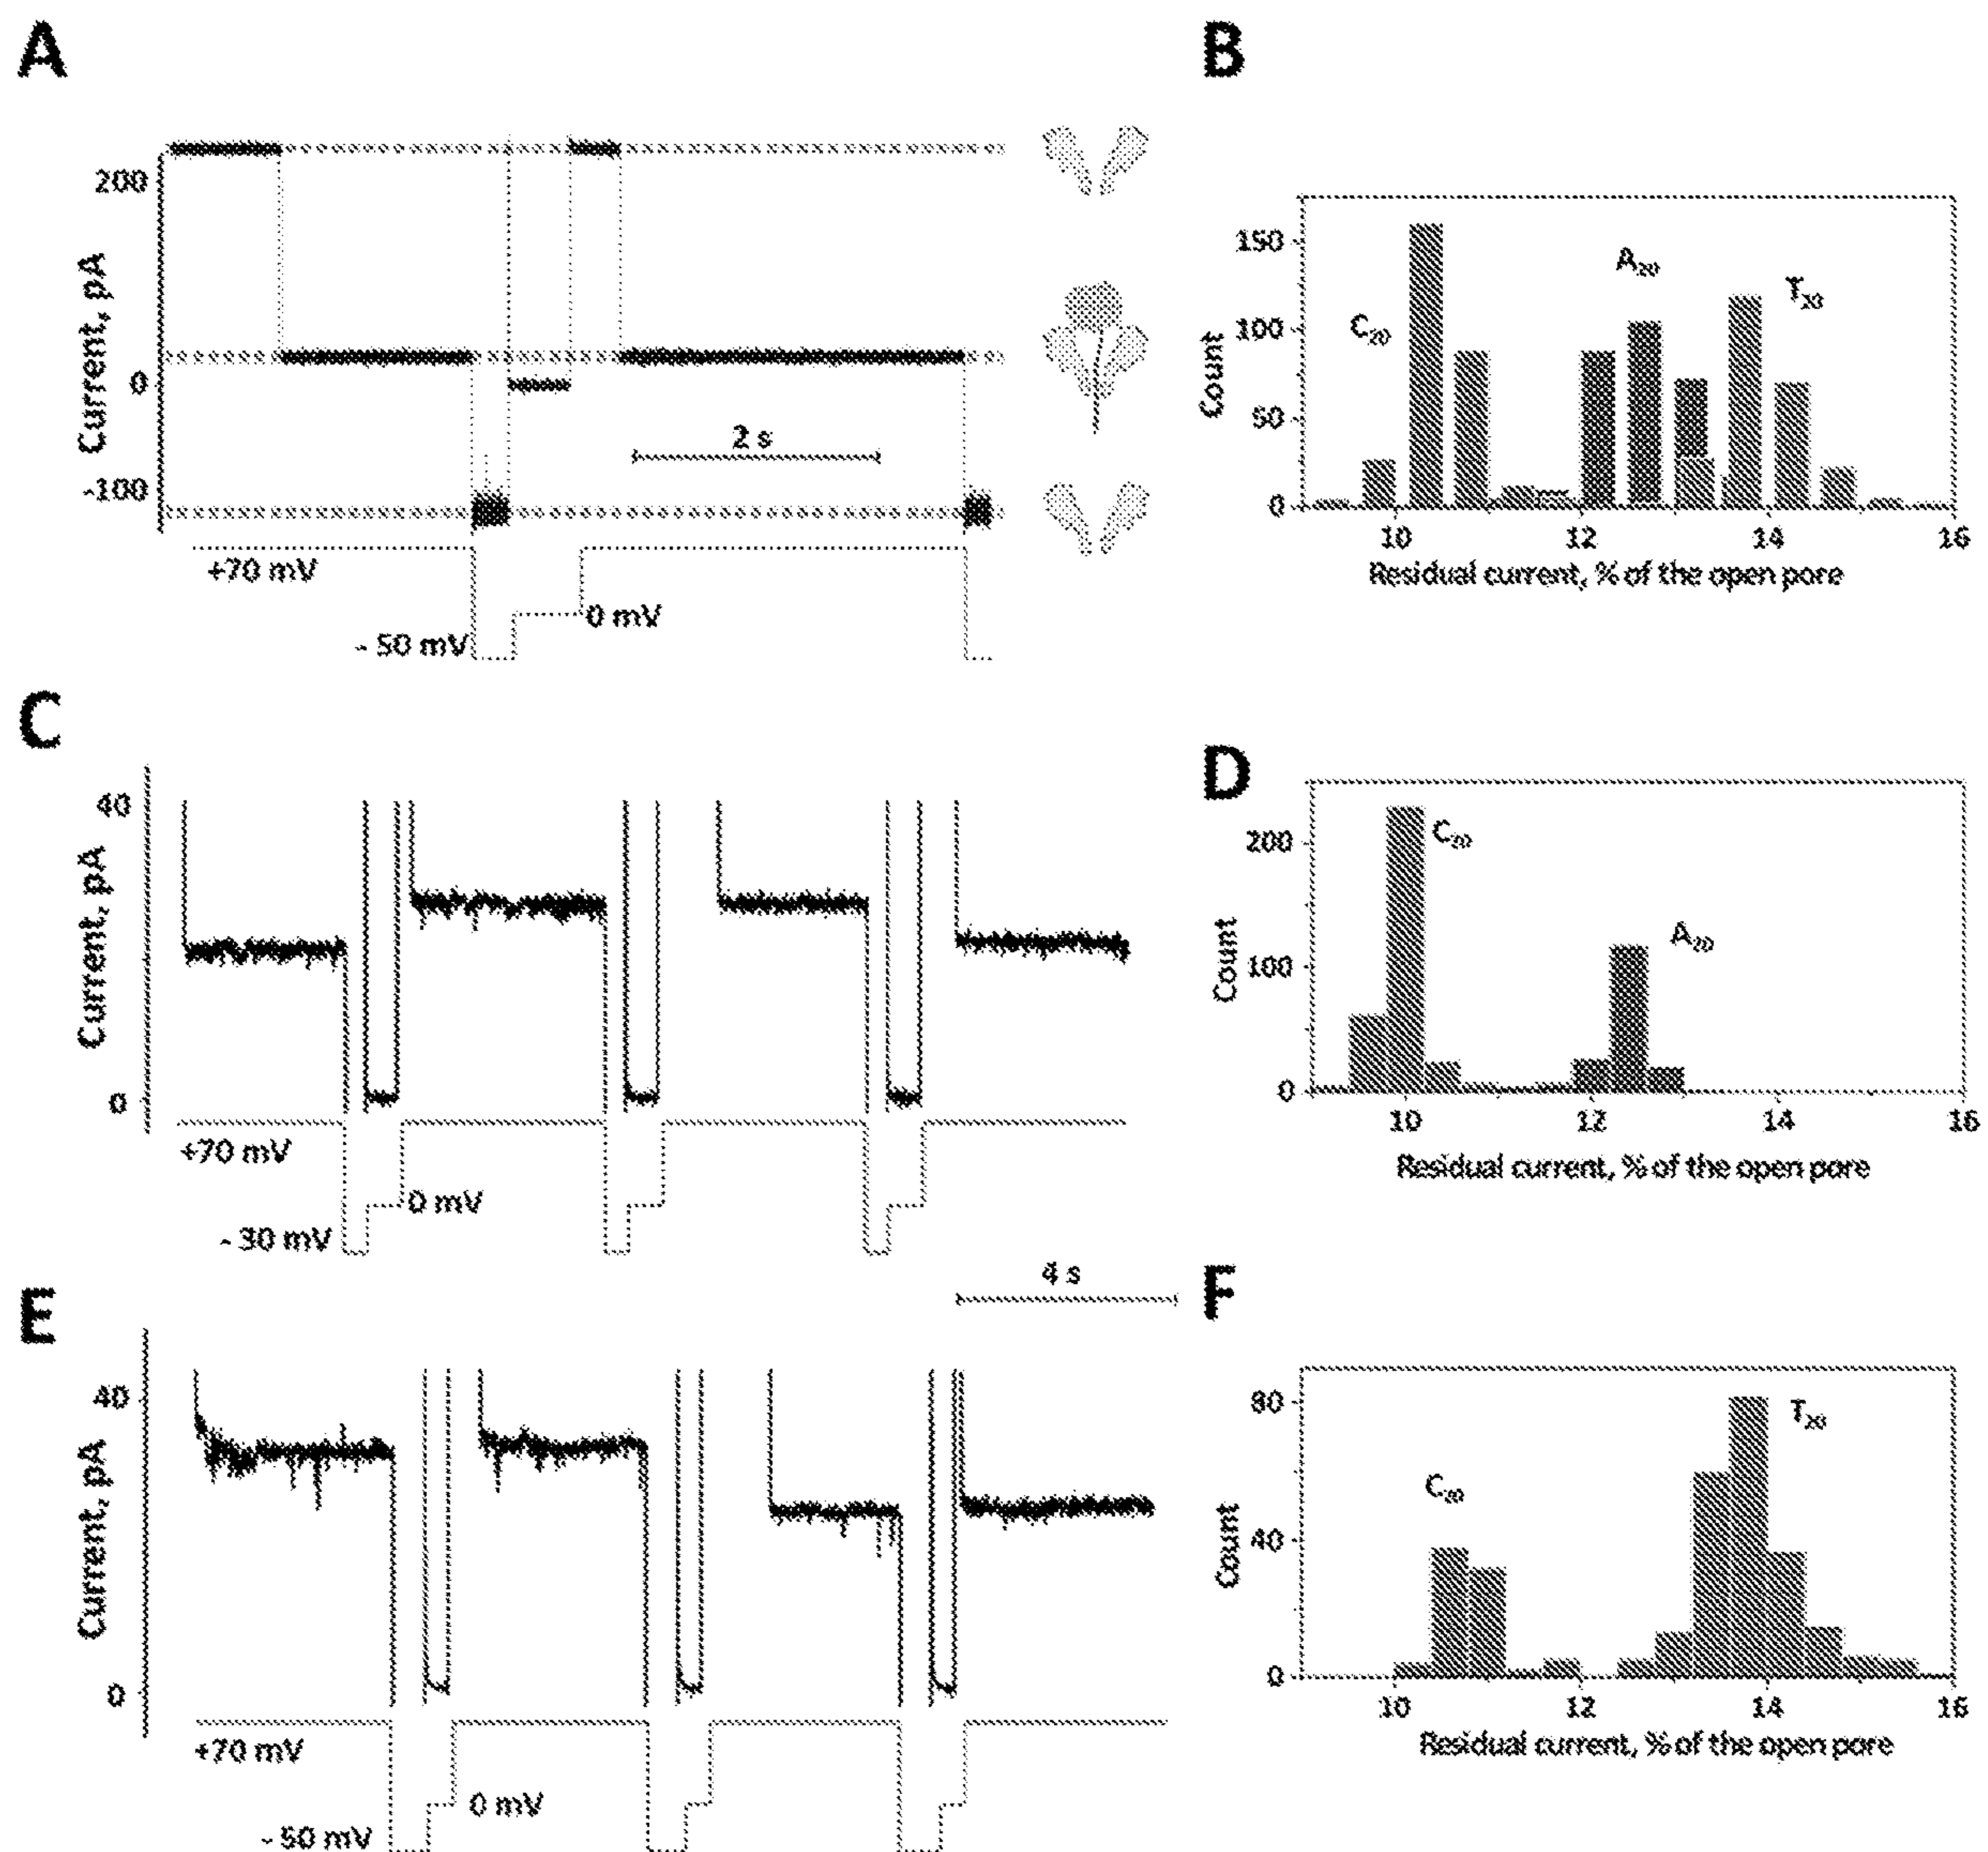 A
200
0
-100
Current, pA
2 s
+70 mV
0 mV
- 50 mV
B
150
100
50
0
Count
C20
A20
T20
10 12 14 16
Residual current, % of the open pore
C
40
0
Current, pA
+70 mV
0 mV
- 30 mV
4 s
D
200
100
0
Count
C20
A20
10 12 14 16
Residual current, % of the open pore
E
40
0
Current, pA
+70 mV
0 mV
- 50 mV
F
80
40
0
Count
C20
T20
10 12 14 16
Residual current, % of the open pore